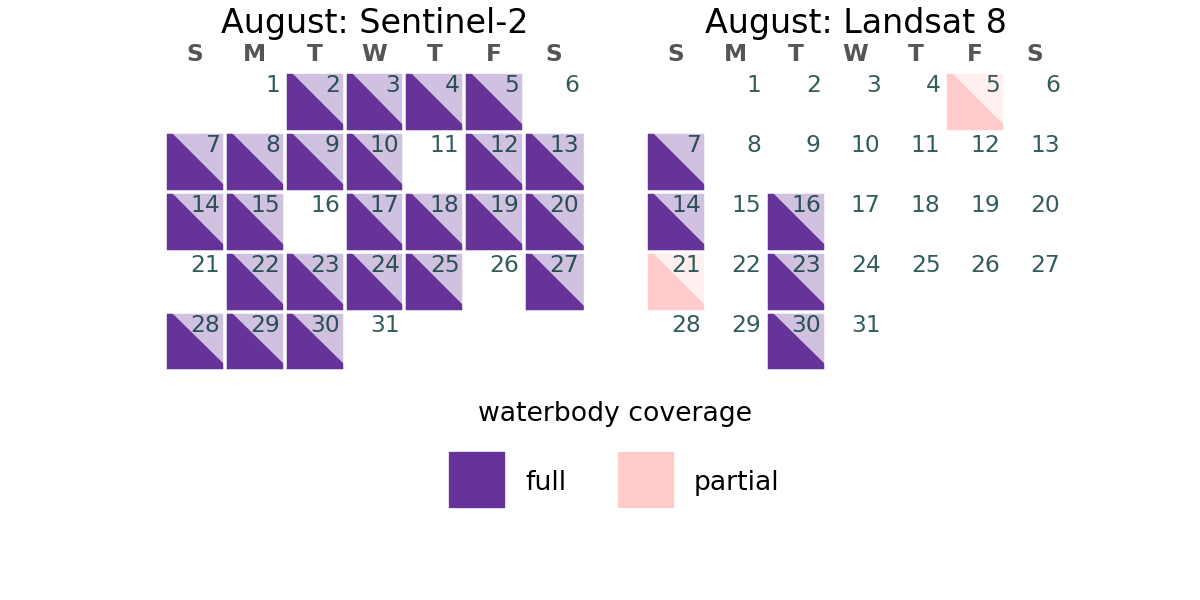 August: Sentinel-2
S M T W T F S
1 2 3 4 5 6
7 8 9 10 11 12 13
14 15 16 17 18 19 20
21 22 23 24 25 26 27
28 29 30 31
August: Landsat 8
S M T W T F S
1 2 3 4 5 6
7 8 9 10 11 12 13
14 15 16 17 18 19 20
21 22 23 24 25 26 27
28 29 30 31
waterbody coverage
full
partial